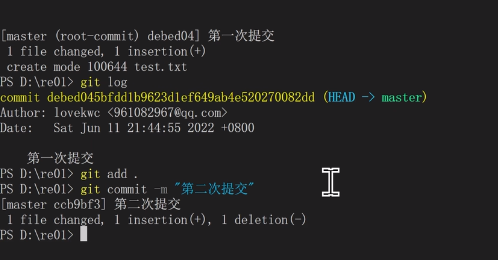 [master (root-commit) debed04] 第一次提交
1 file changed, 1 insertion(+)
create mode 100644 test.txt
PS D:\re01> git log
commit debed045bfdd1b9623d1ef649ab4e520270082dd (HEAD -> master)
Author: lovekwc <961082967@qq.com>
Date:   Sat Jun 11 21:44:55 2022 +0800
第一次提交
PS D:\re01> git add .
PS D:\re01> git commit -m "第二次提交"
[master ccb9bf3] 第二次提交
1 file changed, 1 insertion(+), 1 deletion(-)
PS D:\re01>